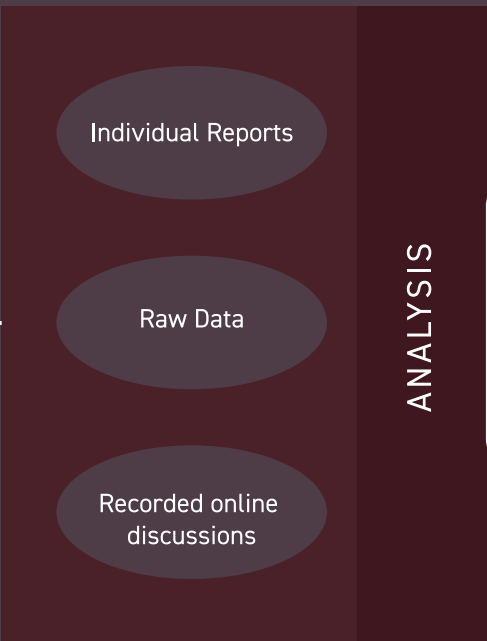 Individual Reports
Raw Data
Recorded online
discussions
ANALYSIS